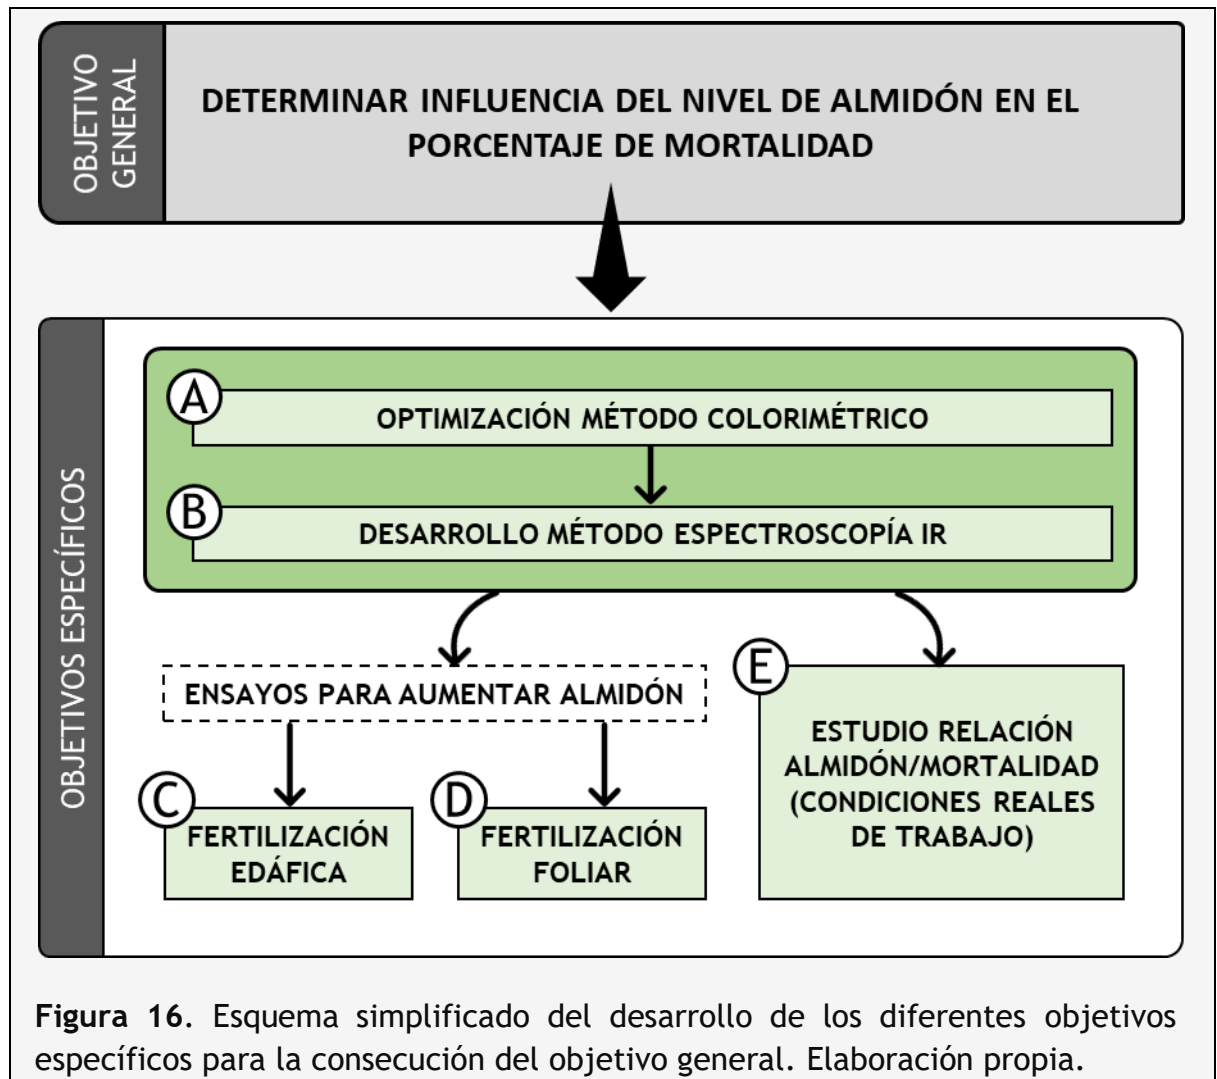 OBJETIVO
GENERAL
DETERMINAR INFLUENCIA DEL NIVEL DE ALMIDÓN EN EL
PORCENTAJE DE MORTALIDAD
OBJETIVOS ESPECÍFICOS
A
OPTIMIZACIÓN MÉTODO COLORIMÉTRICO
B
DESARROLLO MÉTODO ESPECTROSCOPÍA IR
ENSAYOS PARA AUMENTAR ALMIDÓN
C
FERTILIZACIÓN
EDÁFICA
D
FERTILIZACIÓN
FOLIAR
E
ESTUDIO RELACIÓN
ALMIDÓN/MORTALIDAD
(CONDICIONES REALES
DE TRABAJO)
Figura 16. Esquema simplificado del desarrollo de los diferentes objetivos
específicos para la consecución del objetivo general. Elaboración propia.